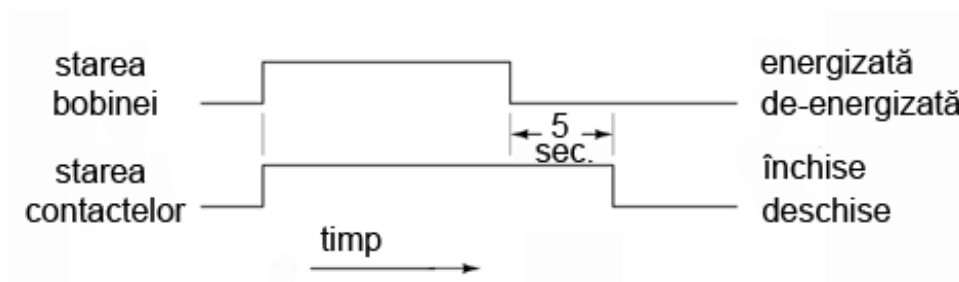 starea
bobinei
energizată
de-energizată
5
sec.
starea
contactelor
închise
deschise
timp